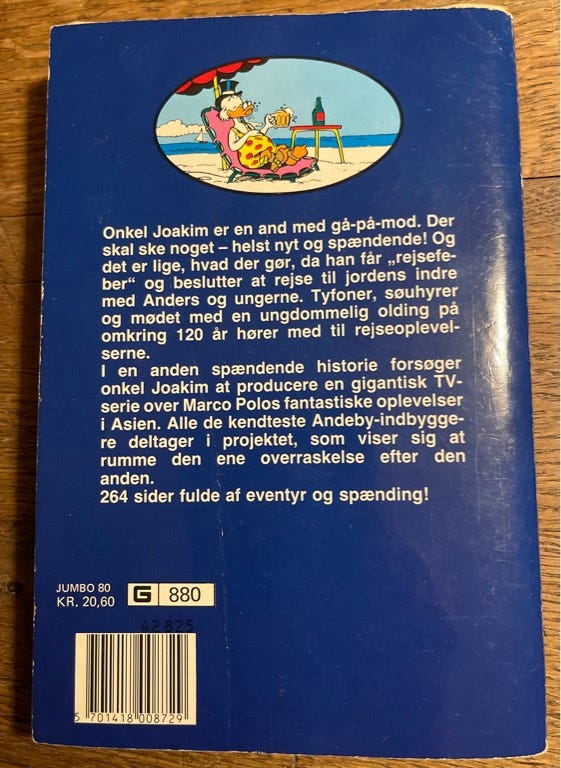 Onkel Joakim er en and med gå-på-mod. Der
skal ske noget – helst nyt og spændende! Og
det er lige, hvad der gør, da han får „rejsefe-
ber“ og beslutter at rejse til jordens indre
med Anders og ungerne. Tyfoner, søuhyrer
og mødet med en ungdommelig olding på
omkring 120 år hører med til rejseoplevel-
serne.
I en anden spændende historie forsøger
onkel Joakim at producere en gigantisk TV-
serie over Marco Polos fantastiske oplevelser
i Asien. Alle de kendteste Andeby-indbygge-
re deltager i projektet, som viser sig at
rumme den ene overraskelse efter den
anden.
264 sider fulde af eventyr og spænding!
JUMBO 80
KR. 20,60
G 880
42825
5 701418 008729